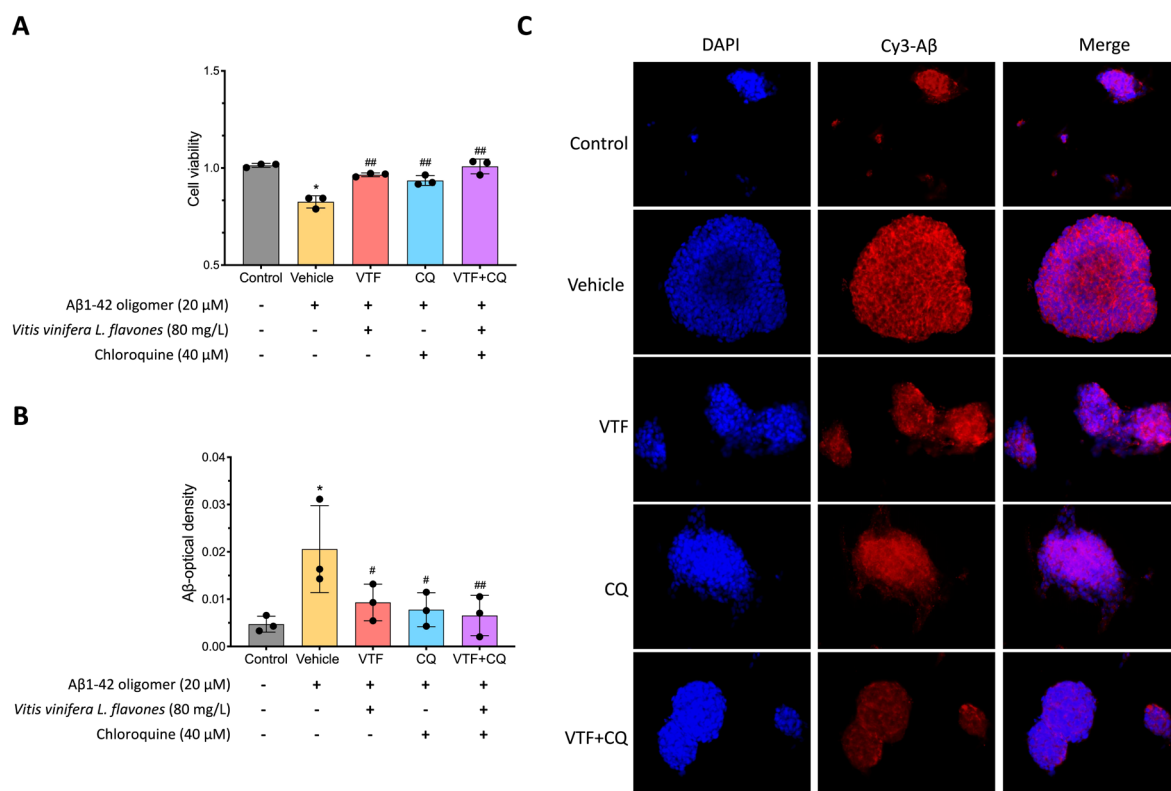 A
1.5
1.0
0.5
Cell viability
*
##
##
##
Control Vehicle VTF CQ VTF+CQ
Aβ1-42 oligomer (20 μM) - + + + +
Vitis vinifera L. flavones (80 mg/L) - - + - +
Chloroquine (40 μM) - - - + +
B
0.04
0.03
0.02
0.01
0.00
Aβ-optical density
*
#
#
##
Control Vehicle VTF CQ VTF+CQ
Aβ1-42 oligomer (20 μM) - + + + +
Vitis vinifera L. flavones (80 mg/L) - - + - +
Chloroquine (40 μM) - - - + +
C
DAPI Cy3-Aβ Merge
Control
Vehicle
VTF
CQ
VTF+CQ